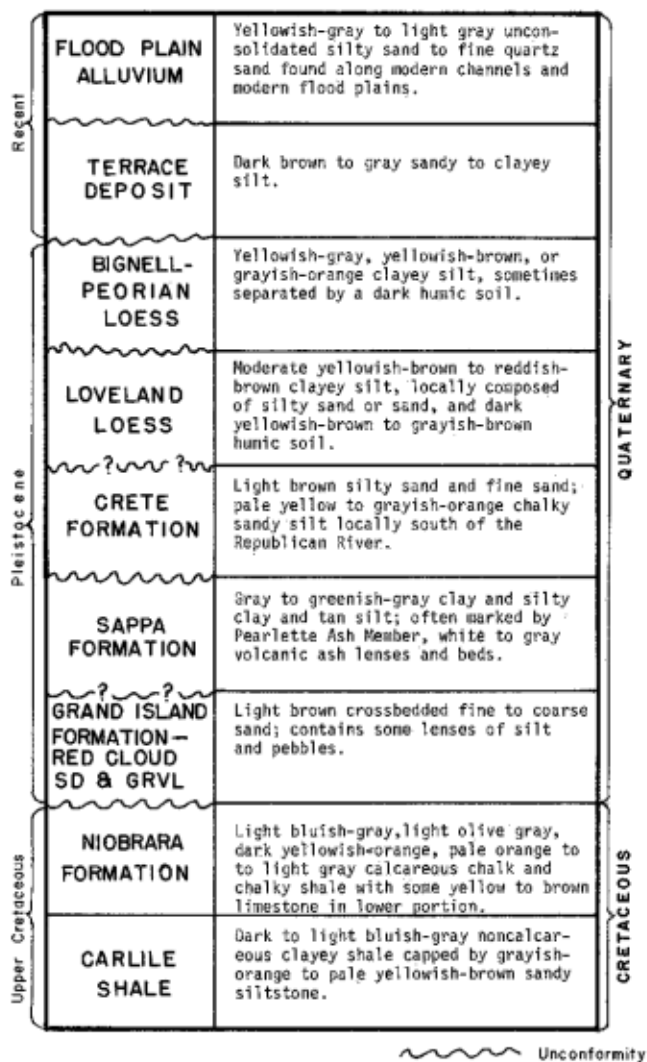 Recent
FLOOD PLAIN
ALLUVIUM
Yellowish-gray to light gray uncon-
solidated silty sand to fine quartz
sand found along modern channels and
modern flood plains.
TERRACE
DEPOSIT
Dark brown to gray sandy to clayey
silt.
Pleistocene
BIGNELL-
PEORIAN
LOESS
Yellowish-gray, yellowish-brown, or
grayish-orange clayey silt, sometimes
separated by a dark humic soil.
QUATERNARY
LOVELAND
LOESS
Moderate yellowish-brown to reddish-
brown clayey silt, locally composed
of silty sand or sand, and dark
yellowish-brown to grayish-brown
humic soil.
? ?
CRETE
FORMATION
Light brown silty sand and fine sand;
pale yellow to grayish-orange chalky
sandy silt locally south of the
Republican River.
SAPPA
FORMATION
Gray to greenish-gray clay and silty
clay and tan silt; often marked by
Pearlette Ash Member, white to gray
volcanic ash lenses and beds.
? ?
GRAND ISLAND
FORMATION—
RED CLOUD
SD & GRVL
Light brown crossbedded fine to coarse
sand; contains some lenses of silt
and pebbles.
Upper Cretaceous
NIOBRARA
FORMATION
Light bluish-gray,light olive gray,
dark yellowish-orange, pale orange to
to light gray calcareous chalk and
chalky shale with some yellow to brown
limestone in lower portion.
CRETACEOUS
CARLILE
SHALE
Dark to light bluish-gray noncalcar-
eous clayey shale capped by grayish-
orange to pale yellowish-brown sandy
siltstone.
Unconformity